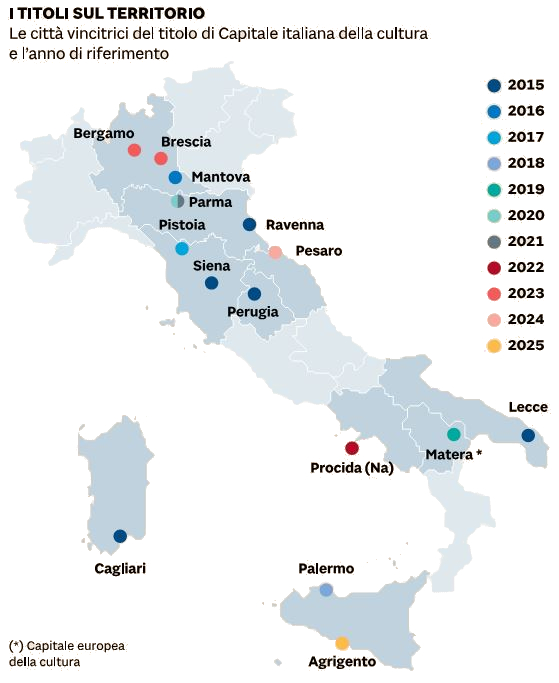 I TITOLI SUL TERRITORIO
Le città vincitrici del titolo di Capitale italiana della cultura
e l'anno di riferimento
2015
2016
2017
2018
2019
2020
2021
2022
2023
2024
2025
Bergamo
Brescia
Mantova
Parma
Pistoia
Ravenna
Pesaro
Siena
Perugia
Lecce
Matera *
Procida (Na)
Cagliari
Palermo
Agrigento
(*) Capitale europea
della cultura